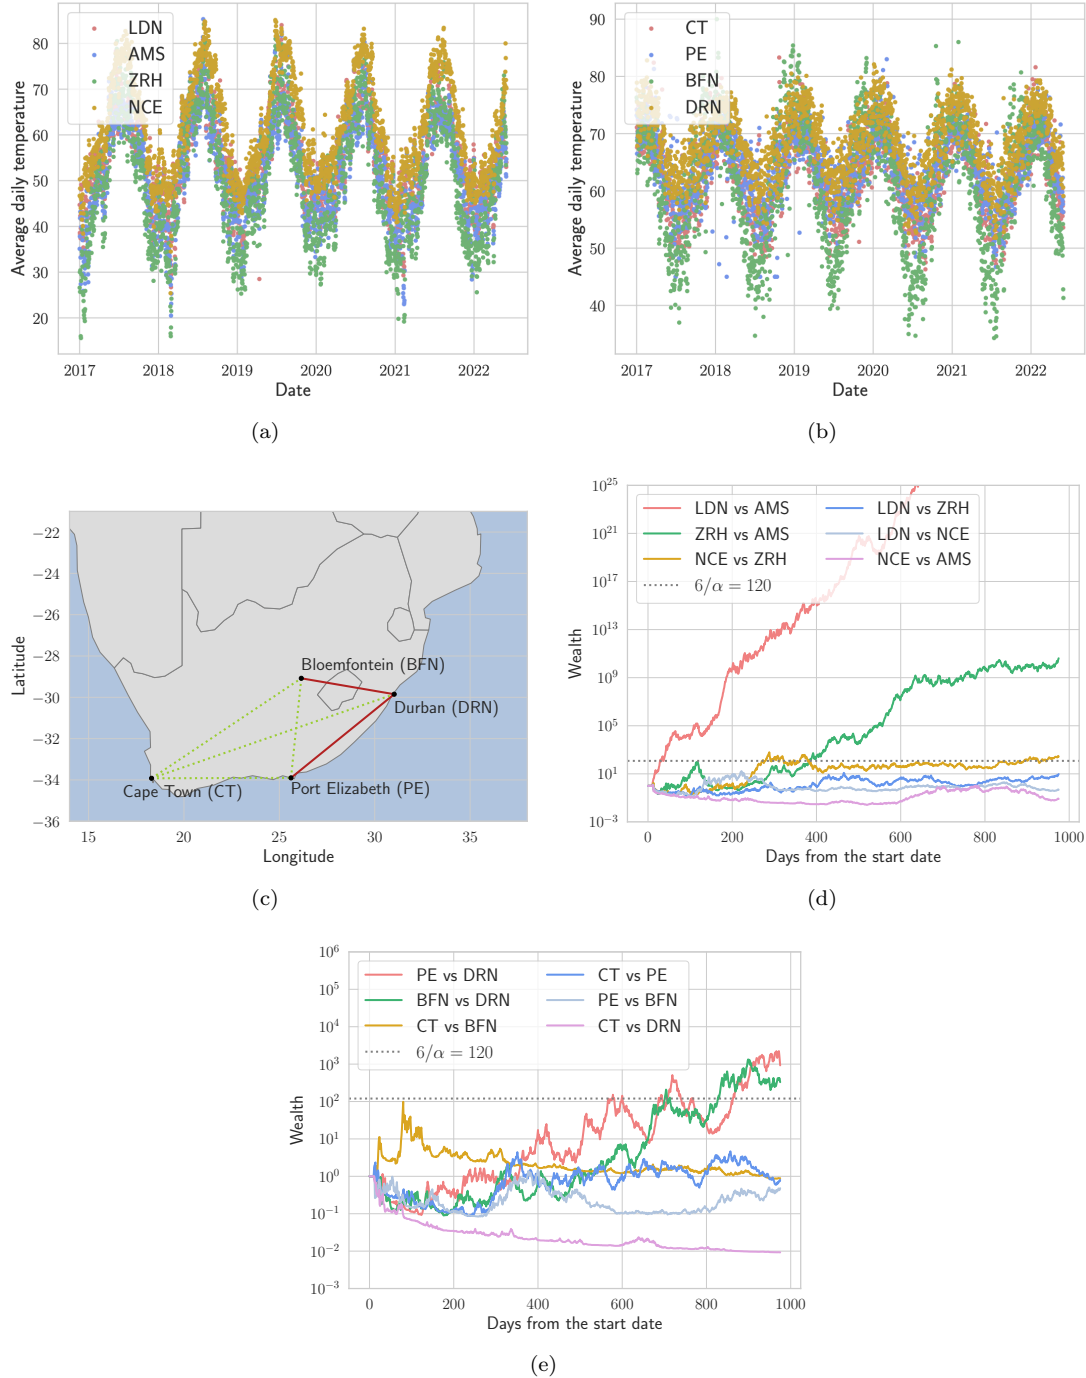 LDN
AMS
ZRH
NCE
80
70
60
50
40
30
20
Average daily temperature
2017 2018 2019 2020 2021 2022
Date
(a)
CT
PE
BFN
DRN
90
80
70
60
50
40
Average daily temperature
2017 2018 2019 2020 2021 2022
Date
(b)
−22
−24
−26
−28
−30
−32
−34
−36
Latitude
Bloemfontein (BFN)
Durban (DRN)
Port Elizabeth (PE)
Cape Town (CT)
15 20 25 30 35
Longitude
(c)
LDN vs AMS
ZRH vs AMS
NCE vs ZRH
6/α = 120
LDN vs ZRH
LDN vs NCE
NCE vs AMS
10^25
10^21
10^17
10^13
10^9
10^5
10^1
10^−3
Wealth
0 200 400 600 800 1000
Days from the start date
(d)
PE vs DRN
BFN vs DRN
CT vs BFN
6/α = 120
CT vs PE
PE vs BFN
CT vs DRN
10^6
10^5
10^4
10^3
10^2
10^1
10^0
10^−1
10^−2
10^−3
Wealth
0 200 400 600 800 1000
Days from the start date
(e)